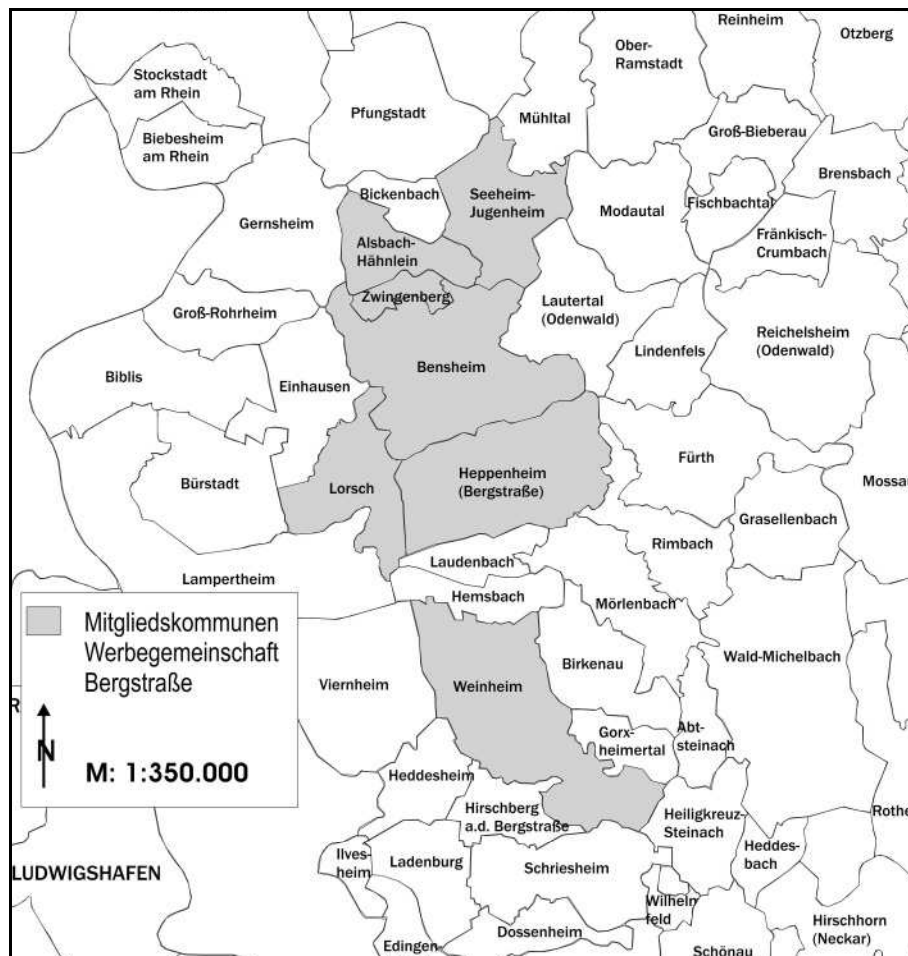 Reinheim
Otzberg
Ober-
Ramstadt
Stockstadt
am Rhein
Pfungstadt
Mühltal
Groß-Bieberau
Biebesheim
am Rhein
Brensbach
Bickenbach
Seeheim-
Jugenheim
Modautal
Fischbachtal
Gernsheim
Fränkisch-
Crumbach
Alsbach-
Hähnlein
Zwingenberg
Lautertal
(Odenwald)
Groß-Rohrheim
Reichelsheim
(Odenwald)
Lindenfels
Biblis
Einhausen
Bensheim
Fürth
Bürstadt
Lorsch
Heppenheim
(Bergstraße)
Mossau
Grasellenbach
Rimbach
Laudenbach
Lampertheim
Hemsbach
Mörlenbach
Mitgliedskommunen
Werbegemeinschaft
Bergstraße
N
M: 1:350.000
Birkenau
Wald-Michelbach
Viernheim
Weinheim
R
Gorx-
heimertal
Abt-
steinach
Heddesheim
Hirschberg
a.d. Bergstraße
Heiligkreuz-
Steinach
Rothe
Heddes-
bach
Ilves-
heim
Ladenburg
Schriesheim
LUDWIGSHAFEN
Wilhelm
feld
Hirschhorn
(Neckar)
Dossenheim
Edingen-
Schönau